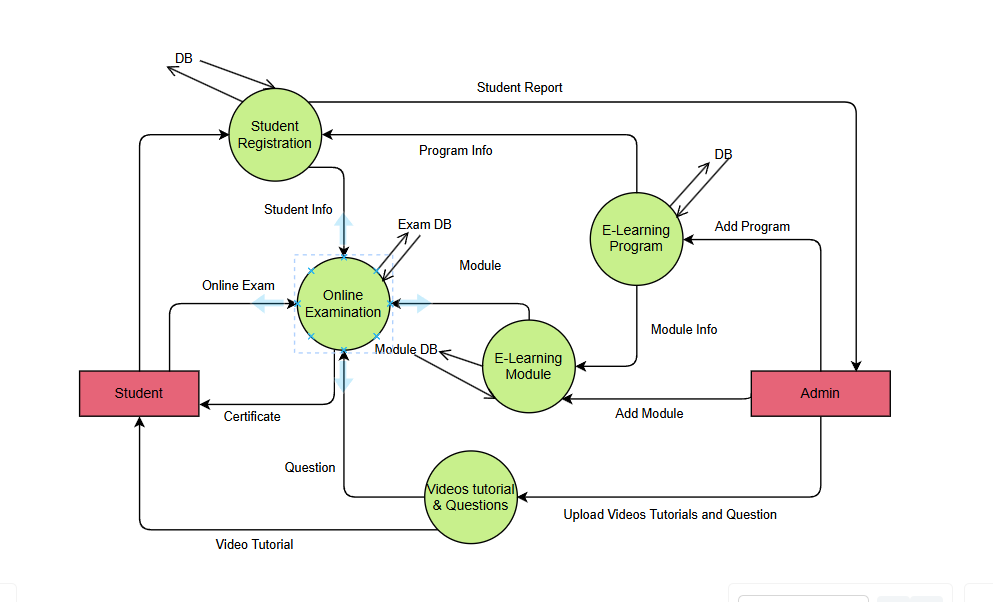 DB
Student Report
Student
Registration
Program Info
DB
Student Info
Exam DB
E-Learning
Program
Add Program
Module
Online Exam
Online
Examination
Module Info
Module DB
E-Learning
Module
Student
Admin
Certificate
Add Module
Question
Videos tutorial
& Questions
Upload Videos Tutorials and Question
Video Tutorial